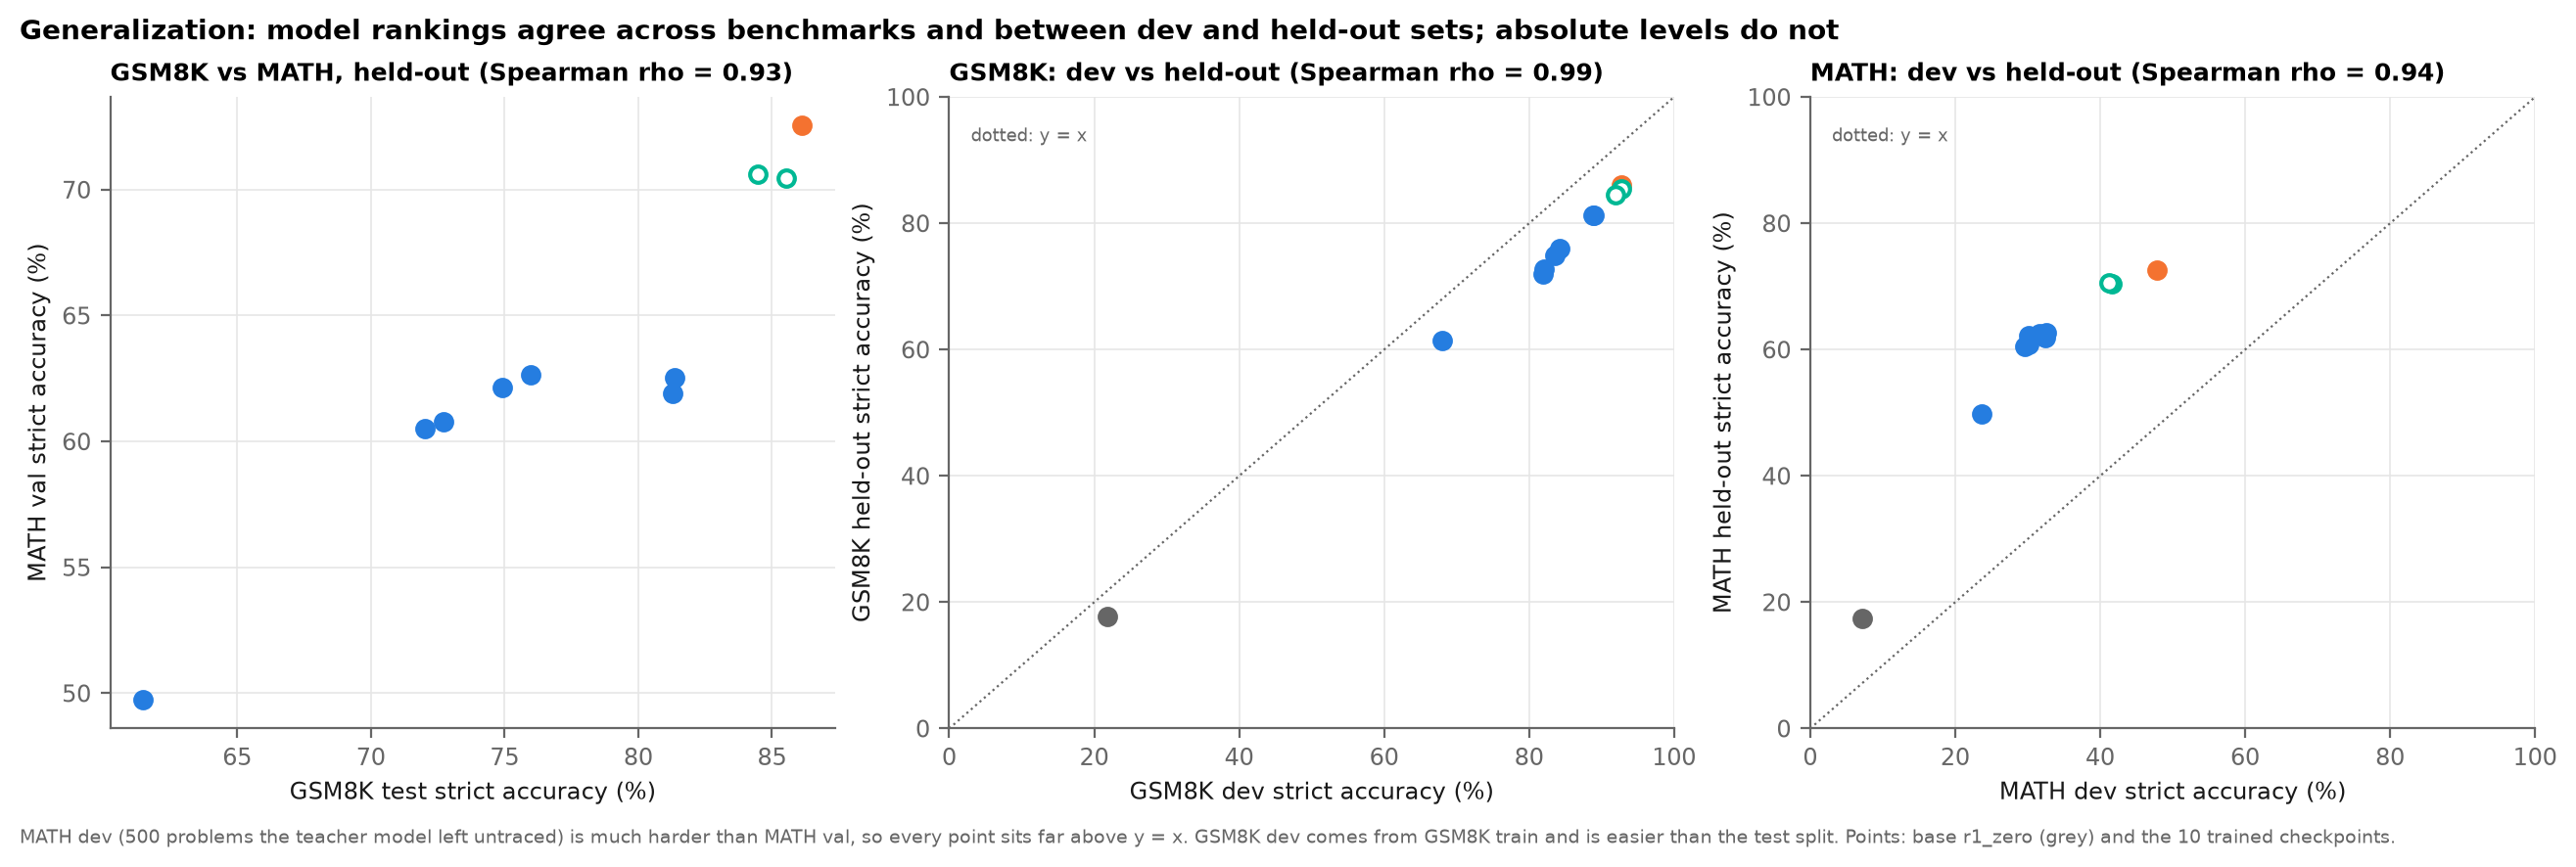 Generalization: model rankings agree across benchmarks and between dev and held-out sets; absolute levels do not
GSM8K vs MATH, held-out (Spearman rho = 0.93)
70
65
60
55
50
MATH val strict accuracy (%)
65 70 75 80 85
GSM8K test strict accuracy (%)
GSM8K: dev vs held-out (Spearman rho = 0.99)
dotted: y = x
100
80
60
40
20
0
GSM8K held-out strict accuracy (%)
0 20 40 60 80 100
GSM8K dev strict accuracy (%)
MATH: dev vs held-out (Spearman rho = 0.94)
dotted: y = x
100
80
60
40
20
0
MATH held-out strict accuracy (%)
0 20 40 60 80 100
MATH dev strict accuracy (%)
MATH dev (500 problems the teacher model left untraced) is much harder than MATH val, so every point sits far above y = x. GSM8K dev comes from GSM8K train and is easier than the test split. Points: base r1_zero (grey) and the 10 trained checkpoints.